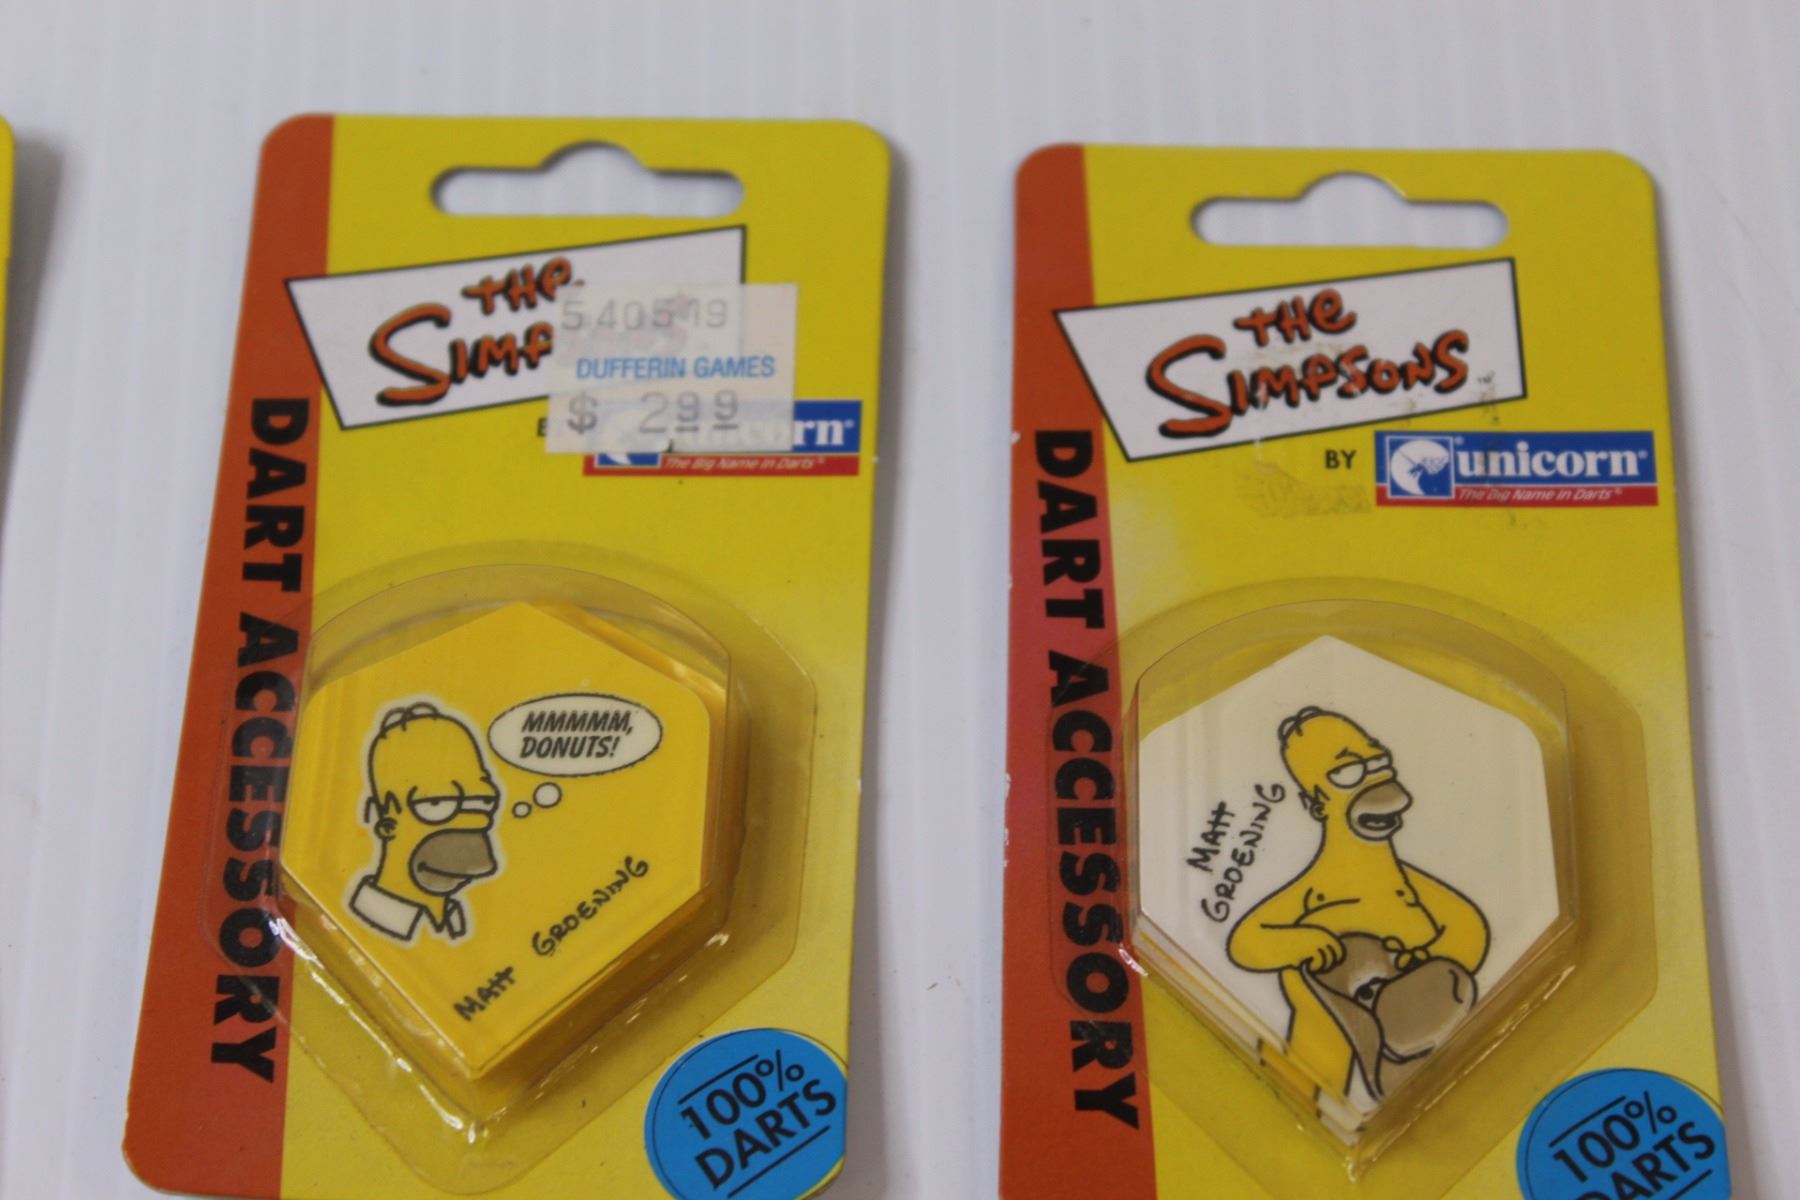 THE
SIMP
540519
DUFFERIN GAMES
$ 2.99
unicorn®
The Big Name in Darts®
DART ACCESSORY
MMMMM,
DONUTS!
MATT GROENING
100%
DARTS
THE
SIMPSONS™
BY unicorn®
The Big Name in Darts®
DART ACCESSORY
MATT
GROENING
100%
DARTS